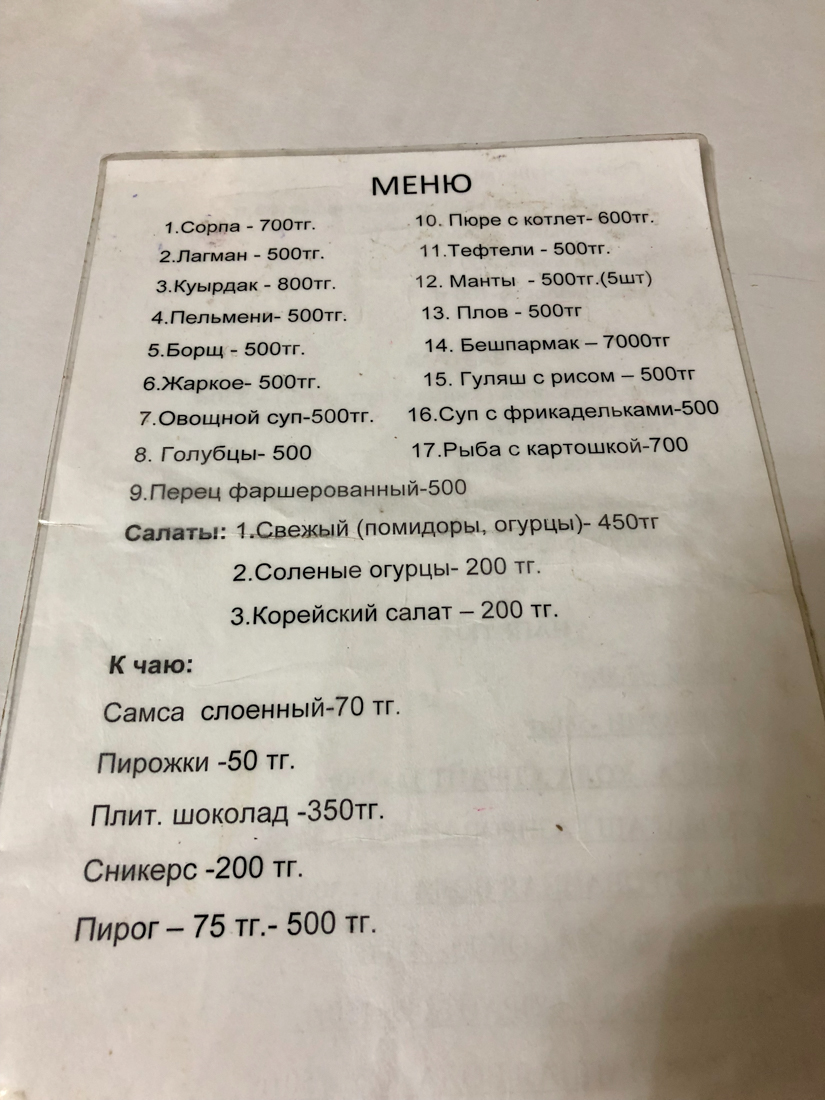 МЕНЮ
1.Сорпа - 700тг.
2.Лагман - 500тг.
3.Куырдак - 800тг.
4.Пельмени- 500тг.
5.Борщ - 500тг.
6.Жаркое- 500тг.
7.Овощной суп-500тг.
8. Голубцы- 500
9.Перец фаршерованный-500
10. Пюре с котлет- 600тг.
11.Тефтели - 500тг.
12. Манты - 500тг.(5шт)
13. Плов - 500тг
14. Бешпармак – 7000тг
15. Гуляш с рисом – 500тг
16.Суп с фрикадельками-500
17.Рыба с картошкой-700
Салаты: 1.Свежый (помидоры, огурцы)- 450тг
2.Соленые огурцы- 200 тг.
3.Корейский салат – 200 тг.
К чаю:
Самса слоенный-70 тг.
Пирожки -50 тг.
Плит. шоколад -350тг.
Сникерс -200 тг.
Пирог – 75 тг.- 500 тг.